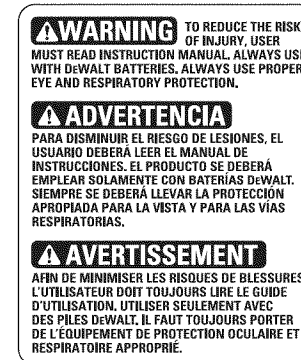 WARNING TO REDUCE THE RISK
OF INJURY, USER
MUST READ INSTRUCTION MANUAL. ALWAYS USE
WITH DEWALT BATTERIES. ALWAYS USE PROPER
EYE AND RESPIRATORY PROTECTION.
ADVERTENCIA
PARA DISMINUIR EL RIESGO DE LESIONES, EL
USUARIO DEBERÁ LEER EL MANUAL DE
INSTRUCCIONES. EL PRODUCTO SE DEBERÁ
EMPLEAR SOLAMENTE CON BATERÍAS DEWALT.
SIEMPRE SE DEBERÁ LLEVAR LA PROTECCIÓN
APROPIADA PARA LA VISTA Y PARA LAS VÍAS
RESPIRATORIAS.
AVERTISSEMENT
AFIN DE MINIMISER LES RISQUES DE BLESSURES
L'UTILISATEUR DOIT TOUJOURS LIRE LE GUIDE
D'UTILISATION. UTILISER SEULEMENT AVEC
DES PILES DEWALT. IL FAUT TOUJOURS PORTER
DE L'ÉQUIPEMENT DE PROTECTION OCULAIRE ET
RESPIRATOIRE APPROPRIÉ.